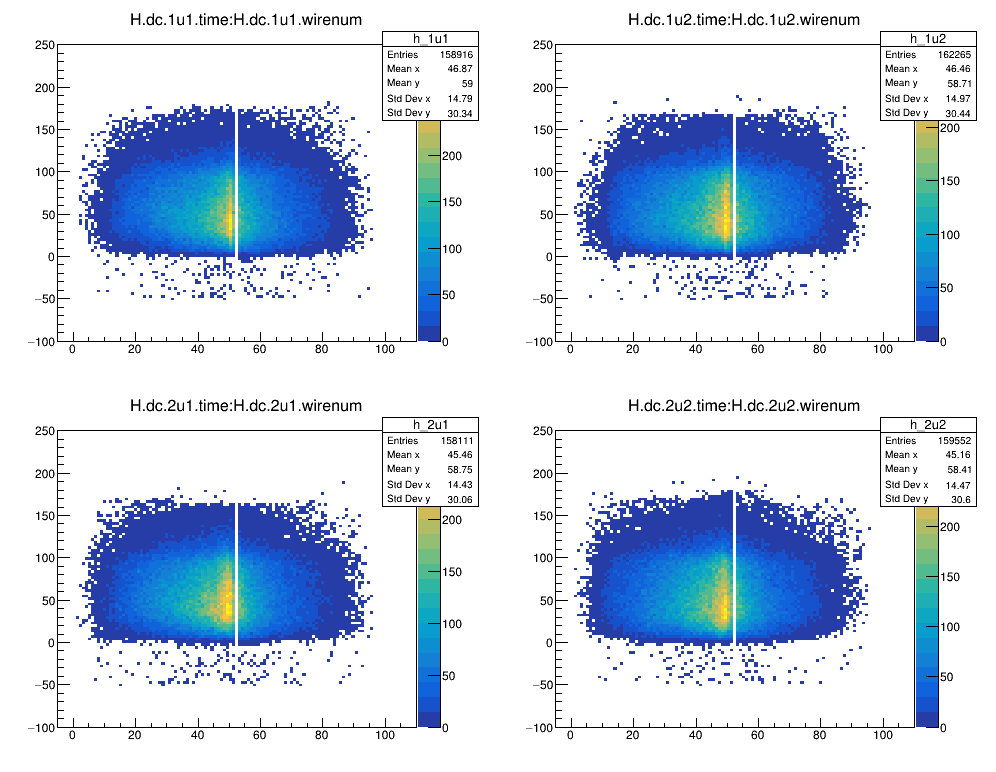 H.dc.1u1.time:H.dc.1u1.wirenum
h_1u1
Entries 158916
Mean x 46.87
Mean y 59
Std Dev x 14.79
Std Dev y 30.34
250
200
150
100
50
0
−50
−100
0 20 40 60 80 100
200
150
100
50
0
H.dc.1u2.time:H.dc.1u2.wirenum
h_1u2
Entries 162265
Mean x 46.46
Mean y 58.71
Std Dev x 14.97
Std Dev y 30.44
250
200
150
100
50
0
−50
−100
0 20 40 60 80 100
200
150
100
50
0
H.dc.2u1.time:H.dc.2u1.wirenum
h_2u1
Entries 158111
Mean x 45.46
Mean y 58.75
Std Dev x 14.43
Std Dev y 30.06
250
200
150
100
50
0
−50
−100
0 20 40 60 80 100
200
150
100
50
0
H.dc.2u2.time:H.dc.2u2.wirenum
h_2u2
Entries 159552
Mean x 45.16
Mean y 58.41
Std Dev x 14.47
Std Dev y 30.6
250
200
150
100
50
0
−50
−100
0 20 40 60 80 100
200
150
100
50
0